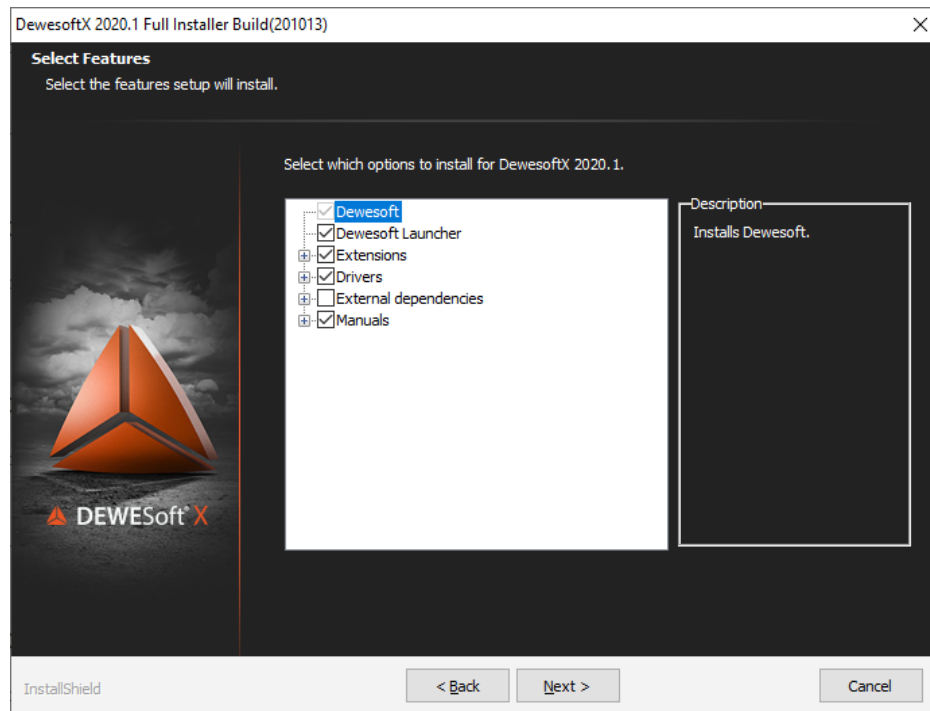 DewesoftX 2020.1 Full Installer Build(201013)
Select Features
Select the features setup will install.
Select which options to install for DewesoftX 2020.1.
Dewesoft
Dewesoft Launcher
Extensions
Drivers
External dependencies
Manuals
Description
Installs Dewesoft.
DEWESoft® X
InstallShield
< Back
Next >
Cancel